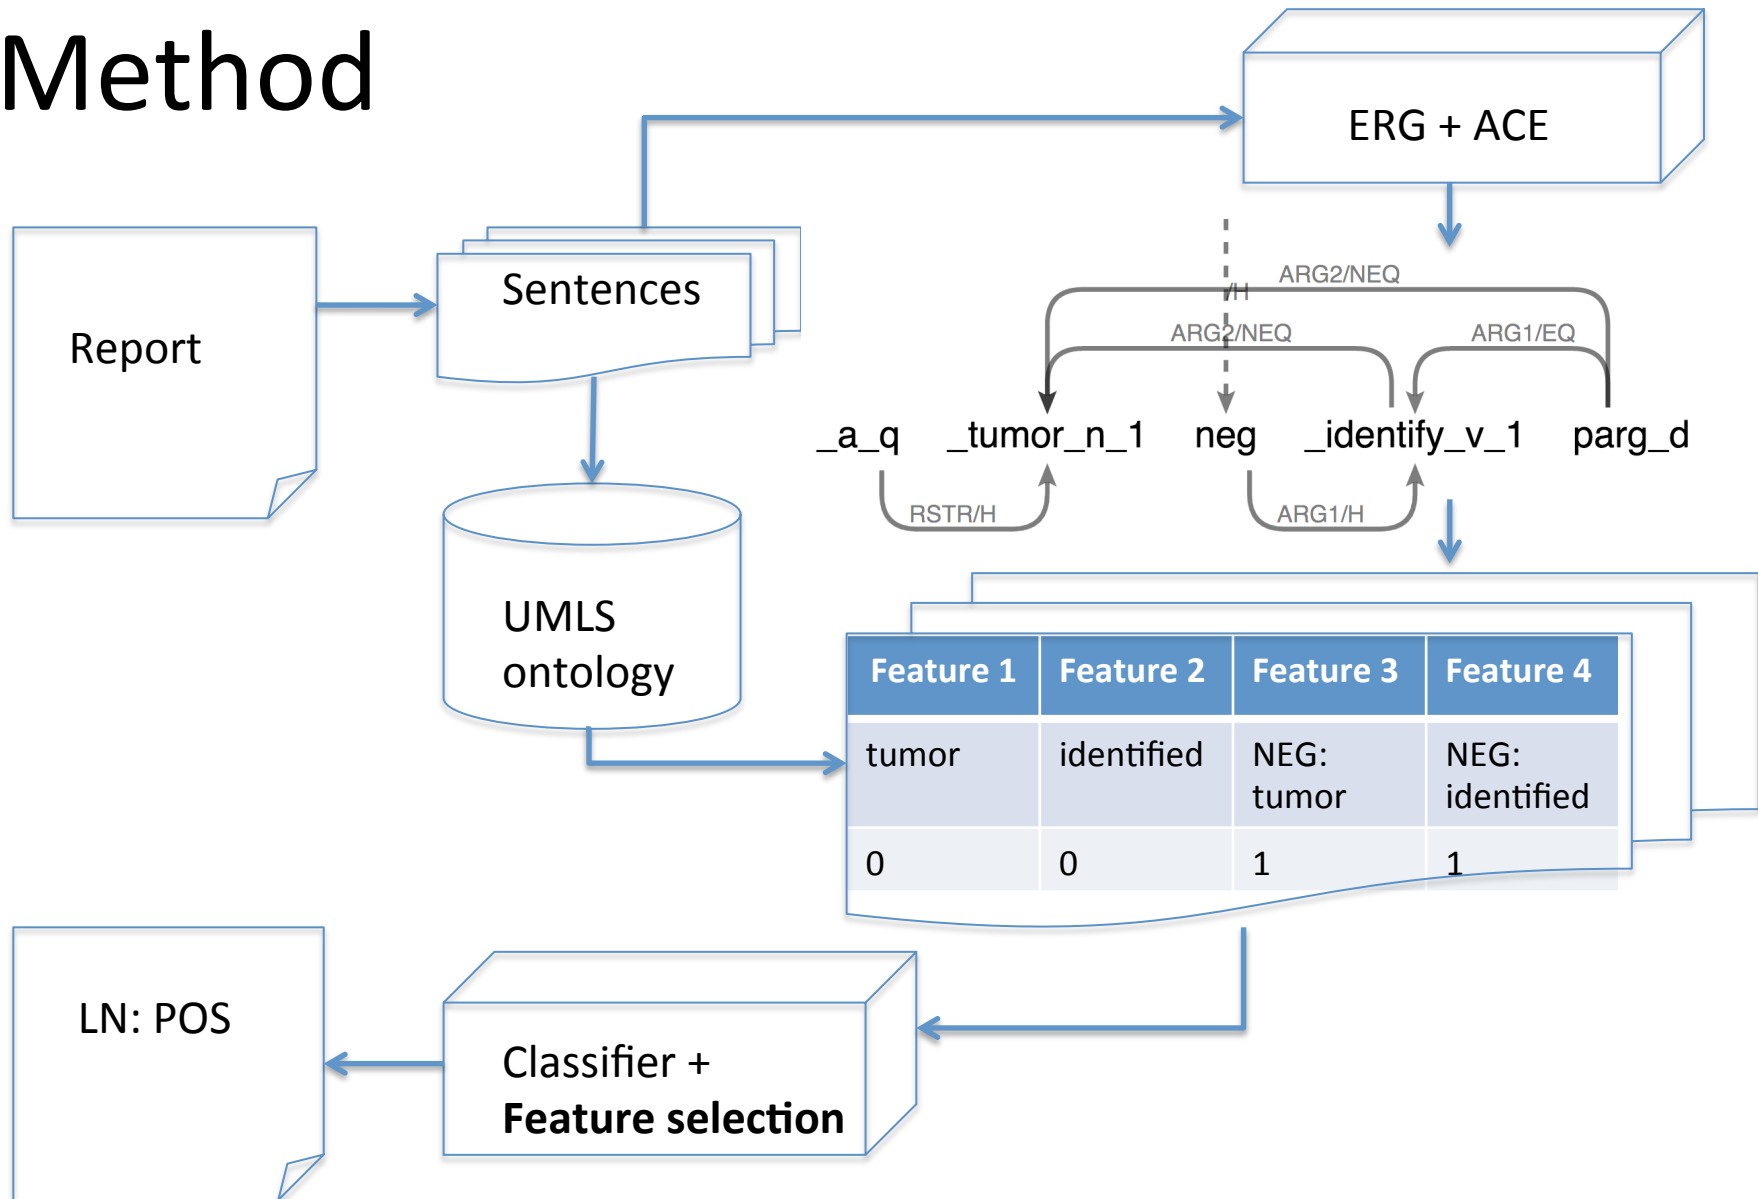 Method
ERG + ACE
Report
Sentences
ARG2/NEQ
/H
ARG2/NEQ
ARG1/EQ
_a_q _tumor_n_1 neg _identify_v_1 parg_d
RSTR/H
ARG1/H
UMLS
ontology
Feature 1 Feature 2 Feature 3 Feature 4
tumor identified NEG: NEG:
tumor identified
0 0 1 1
LN: POS
Classifier +
Feature selection